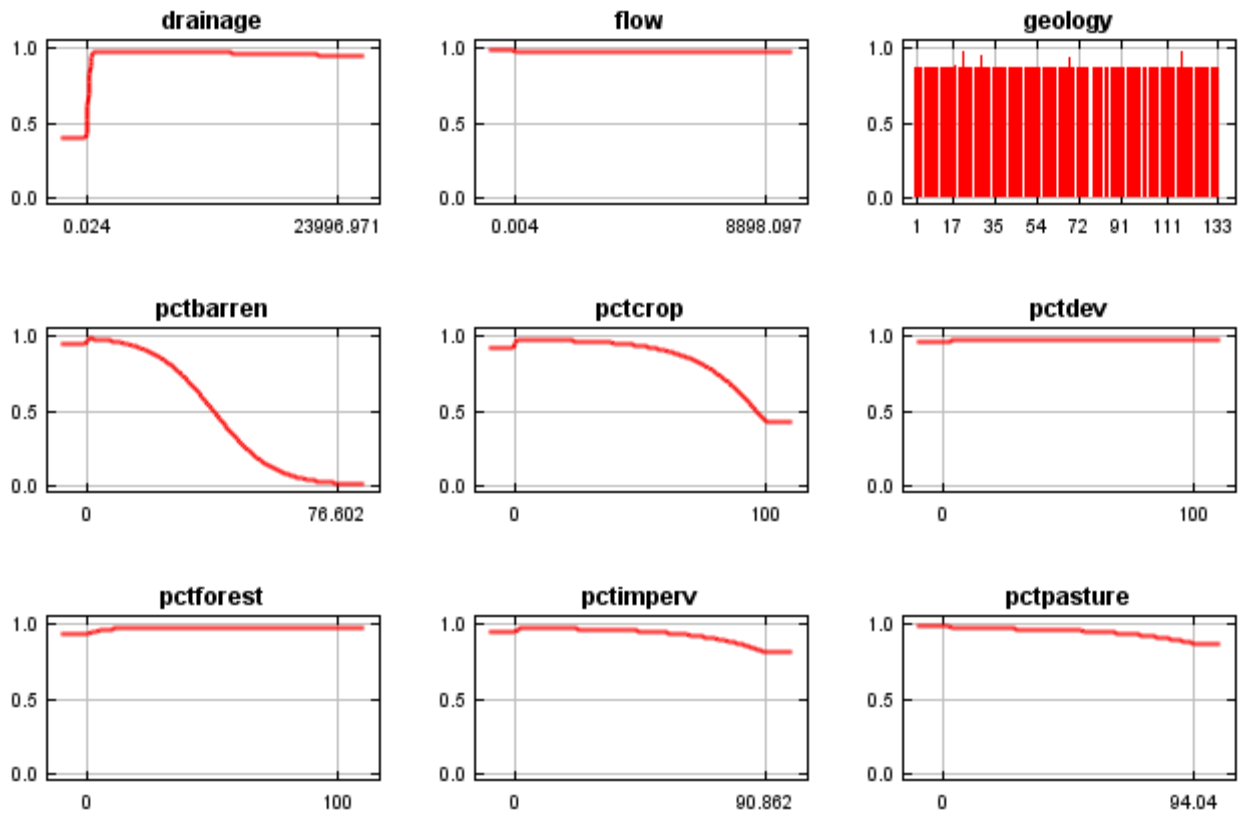 drainage flow geology
1.0 1.0 1.0
0.5 0.5 0.5
0.0 0.0 0.0
0.024 23996.971 0.004 8898.097 1 17 35 54 72 91 111 133
pctbarren pctcrop pctdev
1.0 1.0 1.0
0.5 0.5 0.5
0.0 0.0 0.0
0 76.602 0 100 0 100
pctforest pctimperv pctpasture
1.0 1.0 1.0
0.5 0.5 0.5
0.0 0.0 0.0
0 100 0 90.862 0 94.04